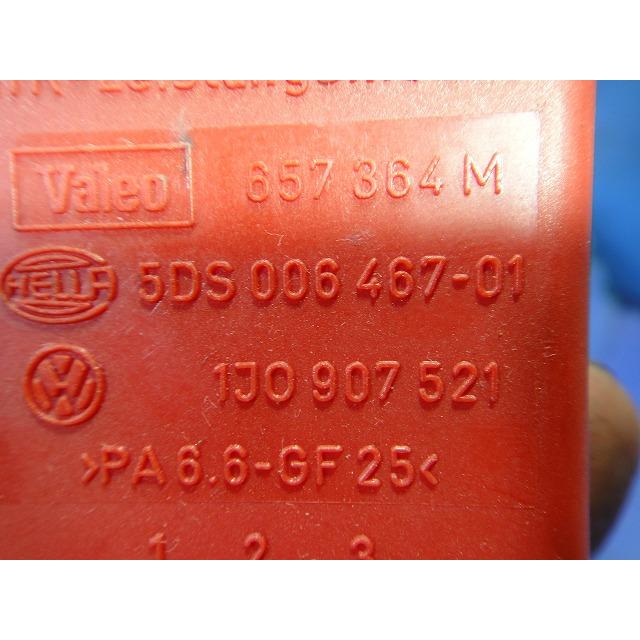 Valeo 657 364 M
HELLA 5DS 006 467-01
VW 1J0 907 521
>PA 6.6-GF 25<
1 2 3